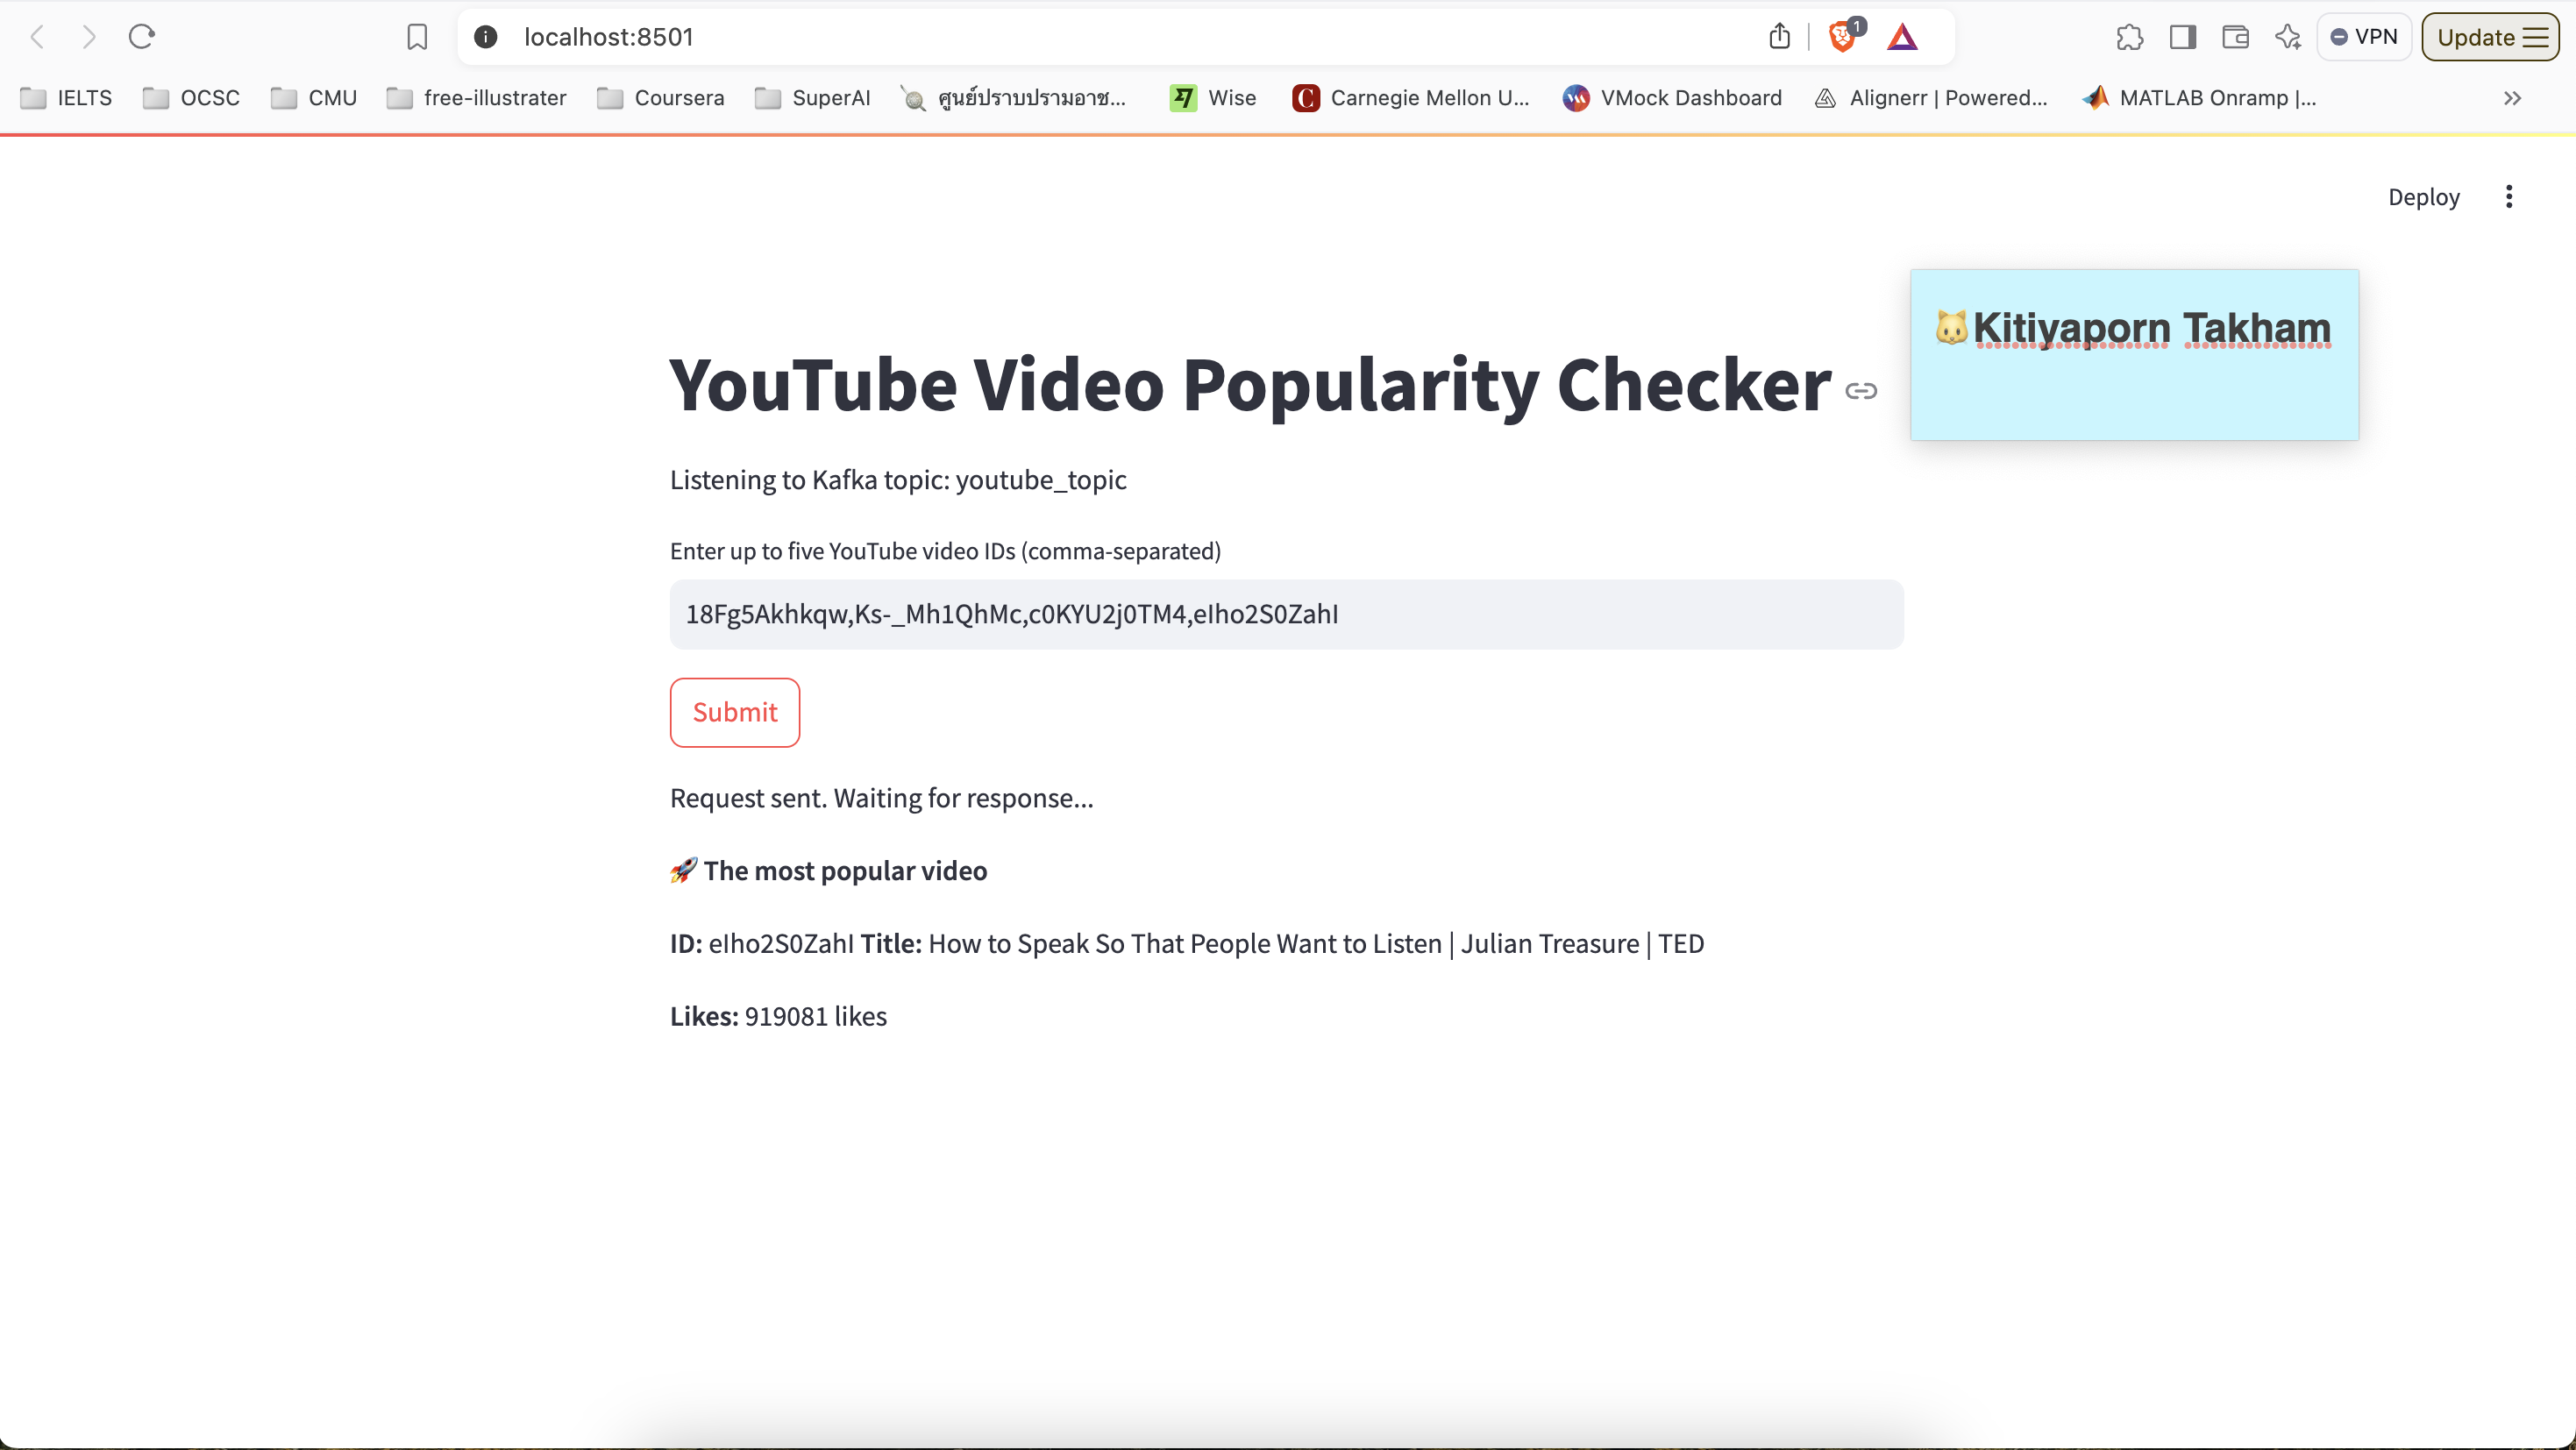 localhost:8501
1
VPN
Update
IELTS
OCSC
CMU
free-illustrater
Coursera
SuperAI
ศูนย์ปราบปรามอาช...
Wise
Carnegie Mellon U...
VMock Dashboard
Alignerr | Powered...
MATLAB Onramp |...
Deploy
🐱Kitiyaporn Takham
YouTube Video Popularity Checker
Listening to Kafka topic: youtube_topic
Enter up to five YouTube video IDs (comma-separated)
18Fg5Akhkqw,Ks-_Mh1QhMc,c0KYU2j0TM4,eIho2S0ZahI
Submit
Request sent. Waiting for response...
🚀 The most popular video
ID: eIho2S0ZahI Title: How to Speak So That People Want to Listen | Julian Treasure | TED
Likes: 919081 likes